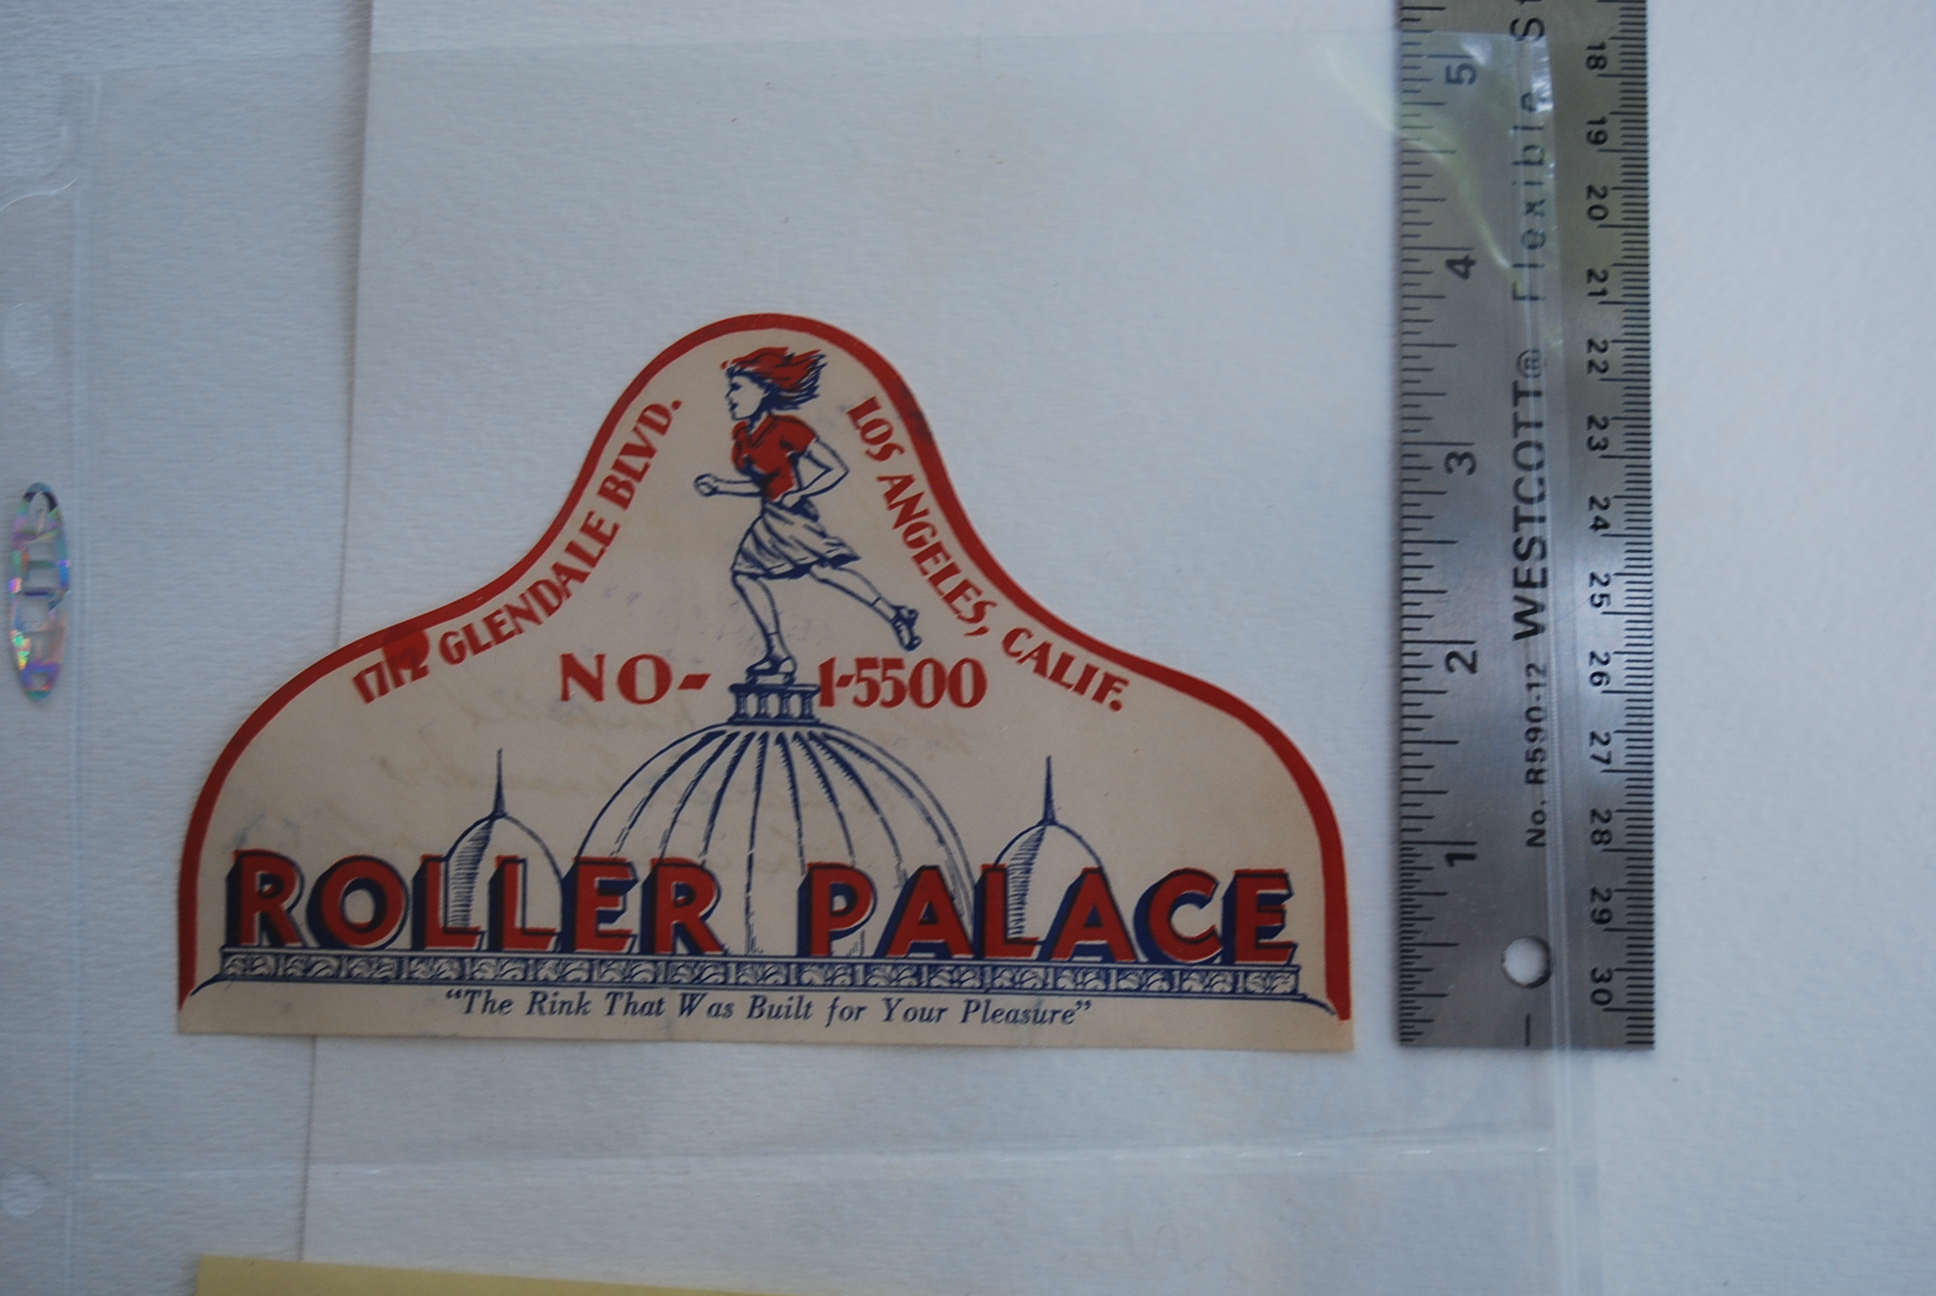 1712 GLENDALE BLVD.
LOS ANGELES, CALIF.
NO- 1-5500
ROLLER PALACE
"The Rink That Was Built for Your Pleasure"
5
4
3
2
1
WESTCOTT® Flexible
No. R590-12
18
19
20
21
22
23
24
25
26
27
28
29
30